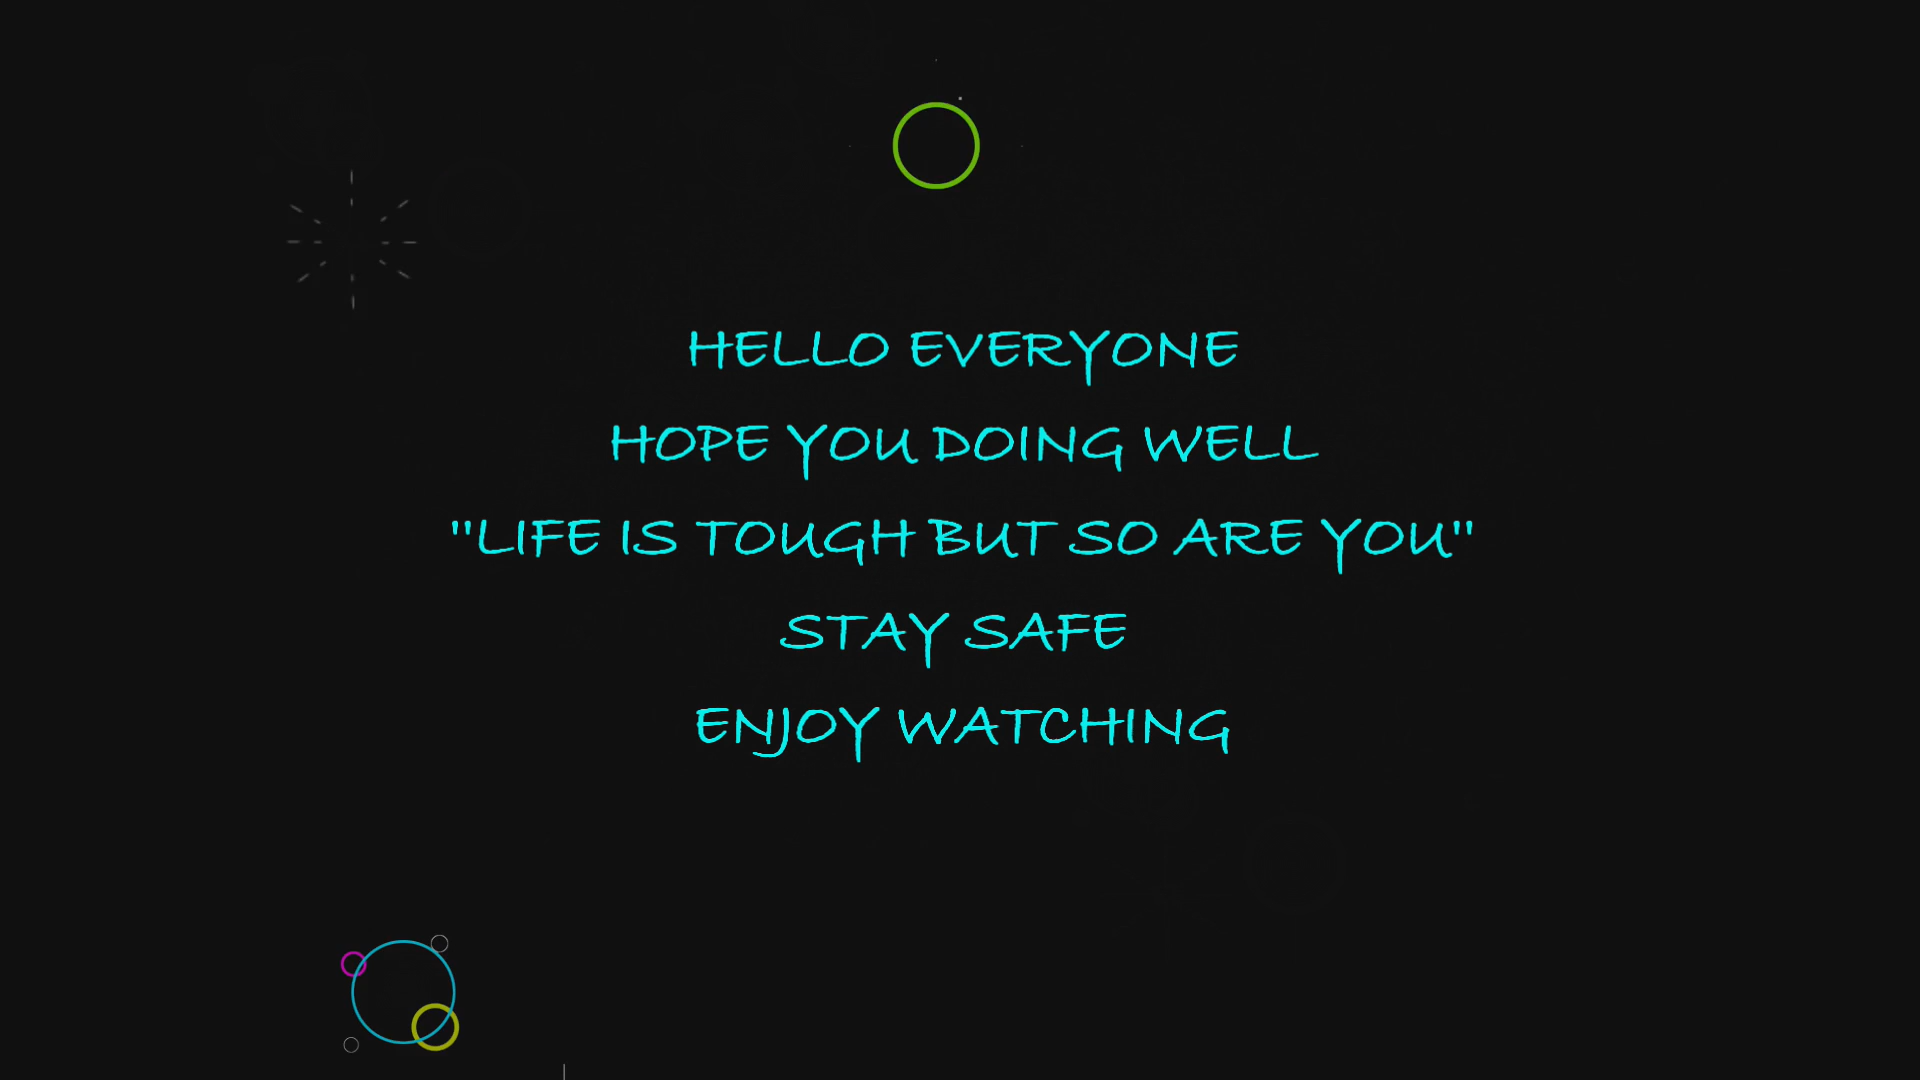 HELLO EVERYONE
HOPE YOU DOING WELL
"LIFE IS TOUGH BUT SO ARE YOU"
STAY SAFE
ENJOY WATCHING